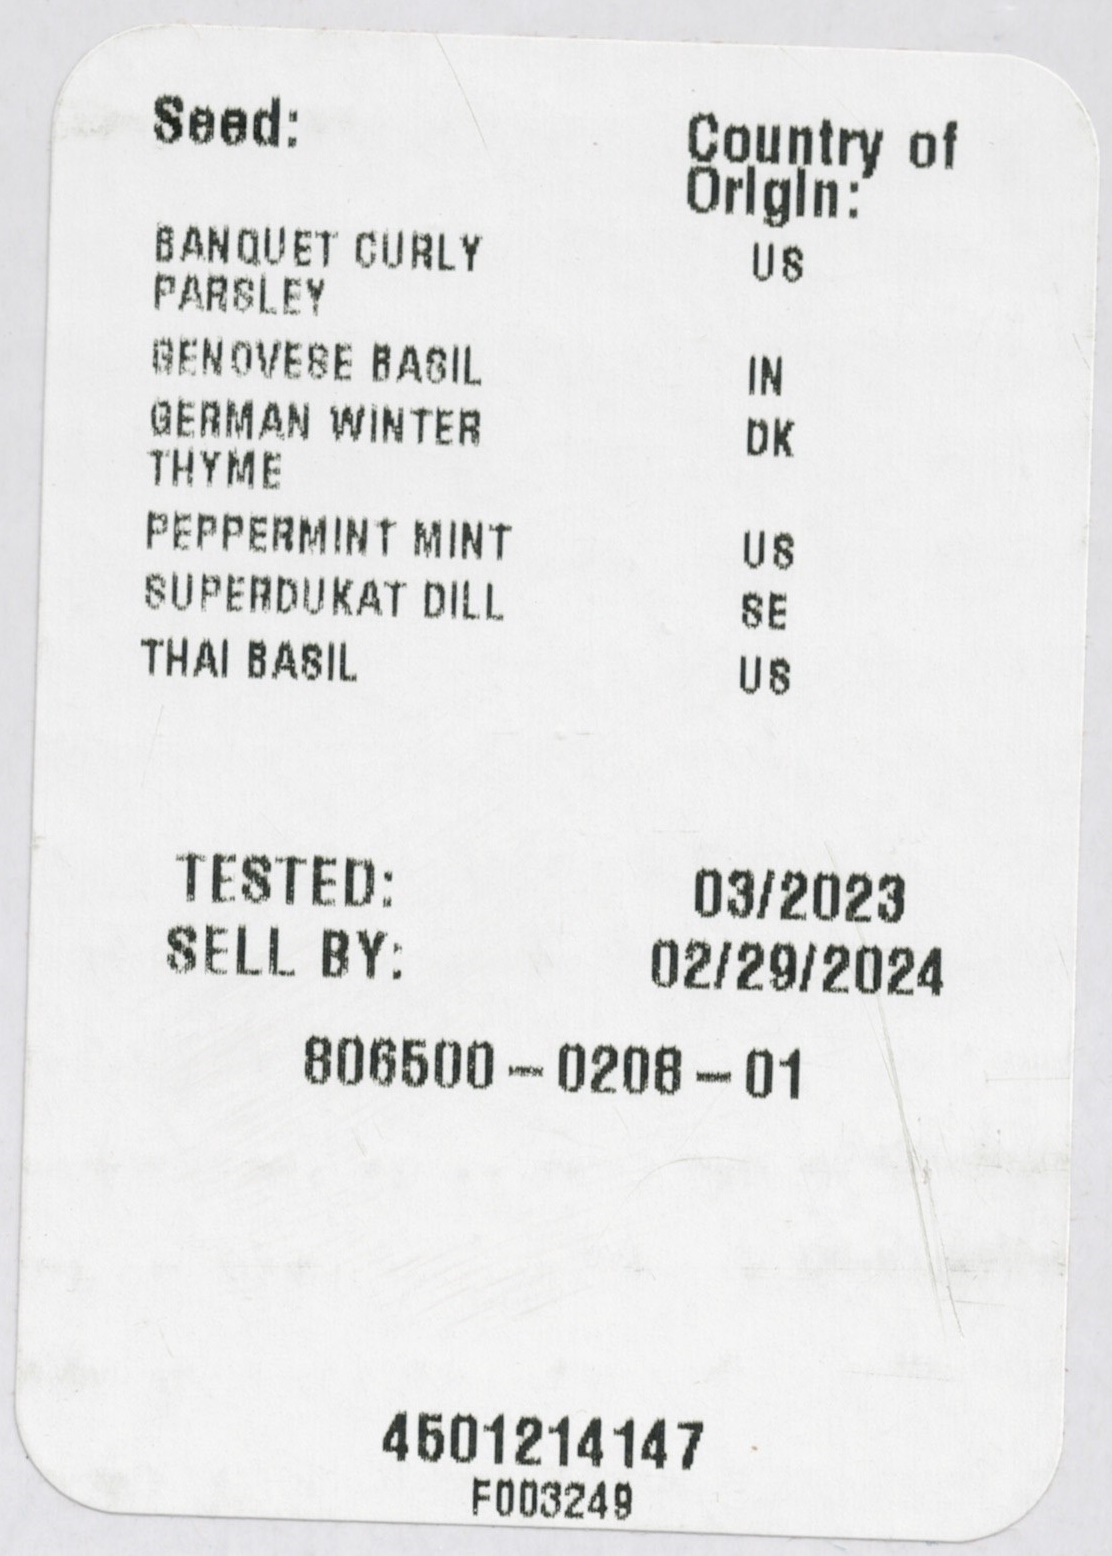 Seed:
Country of
Origin:
BANQUET CURLY
PARSLEY
US
GENOVESE BASIL
IN
GERMAN WINTER
THYME
DK
PEPPERMINT MINT
US
SUPERDUKAT DILL
SE
THAI BASIL
US
TESTED:
03/2023
SELL BY:
02/29/2024
806500-0208-01
4501214147
F003249